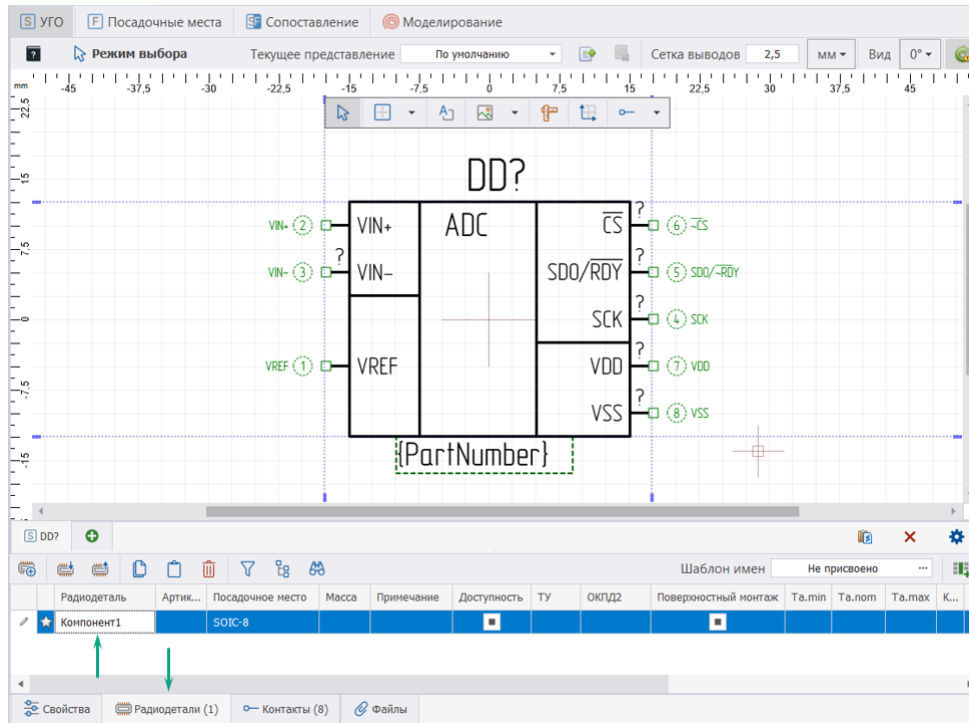 S УГО F Посадочные места S F Сопоставление Моделирование
? Режим выбора Текущее представление По умолчанию Сетка выводов 2,5 мм Вид 0°
mm -45 -37,5 -30 -22,5 -15 -7,5 0 7,5 15 22,5 30 37,5 45
22,5
15
7,5
0
-7,5
-15
DD?
VIN+ 2 VIN+ ADC CS ? 6 ~CS
VIN- 3 ? VIN- SDO/RDY ? 5 SDO/~RDY
SCK ? 4 SCK
VREF 1 VREF VDD ? 7 VDD
VSS ? 8 VSS
{PartNumber}
S DD?
Шаблон имен Не присвоено ...
Радиодеталь Артик... Посадочное место Масса Примечание Доступность ТУ ОКПД2 Поверхностный монтаж Ta.min Ta.nom Ta.max К...
Компонент1 SOIC-8
Свойства Радиодетали (1) Контакты (8) Файлы